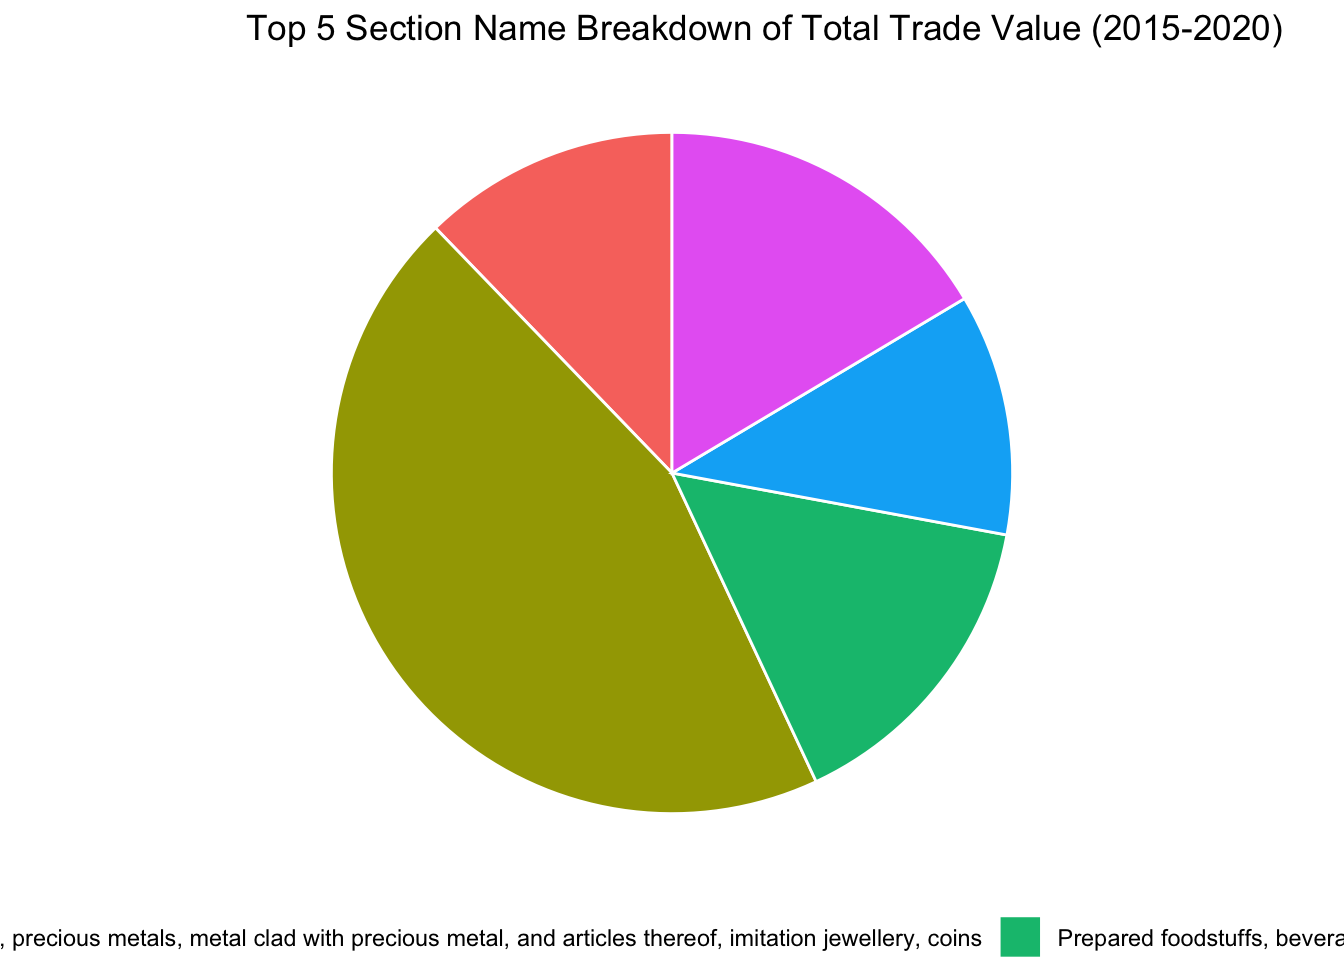 Top 5 Section Name Breakdown of Total Trade Value (2015-2020)
, precious metals, metal clad with precious metal, and articles thereof, imitation jewellery, coins Prepared foodstuffs,